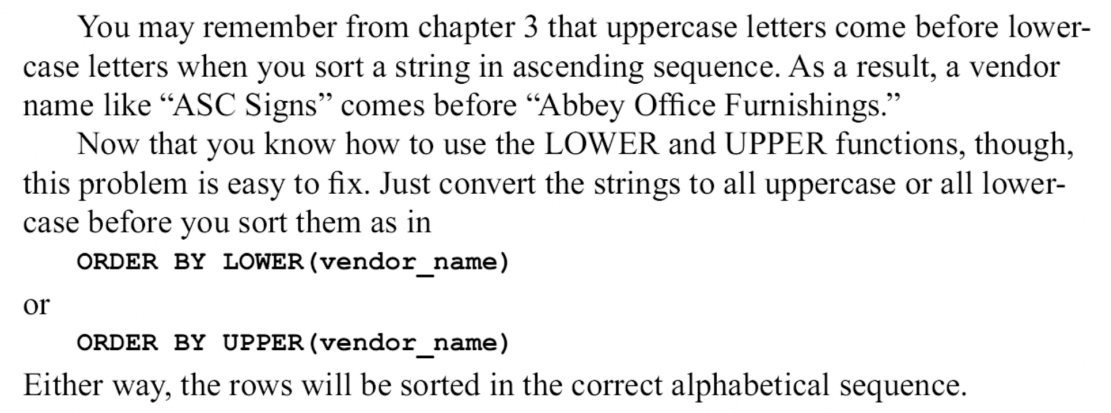 You may remember from chapter 3 that uppercase letters come before lower-
case letters when you sort a string in ascending sequence. As a result, a vendor
name like “ASC Signs” comes before “Abbey Office Furnishings.”
Now that you know how to use the LOWER and UPPER functions, though,
this problem is easy to fix. Just convert the strings to all uppercase or all lower-
case before you sort them as in
ORDER BY LOWER(vendor_name)
or
ORDER BY UPPER(vendor_name)
Either way, the rows will be sorted in the correct alphabetical sequence.